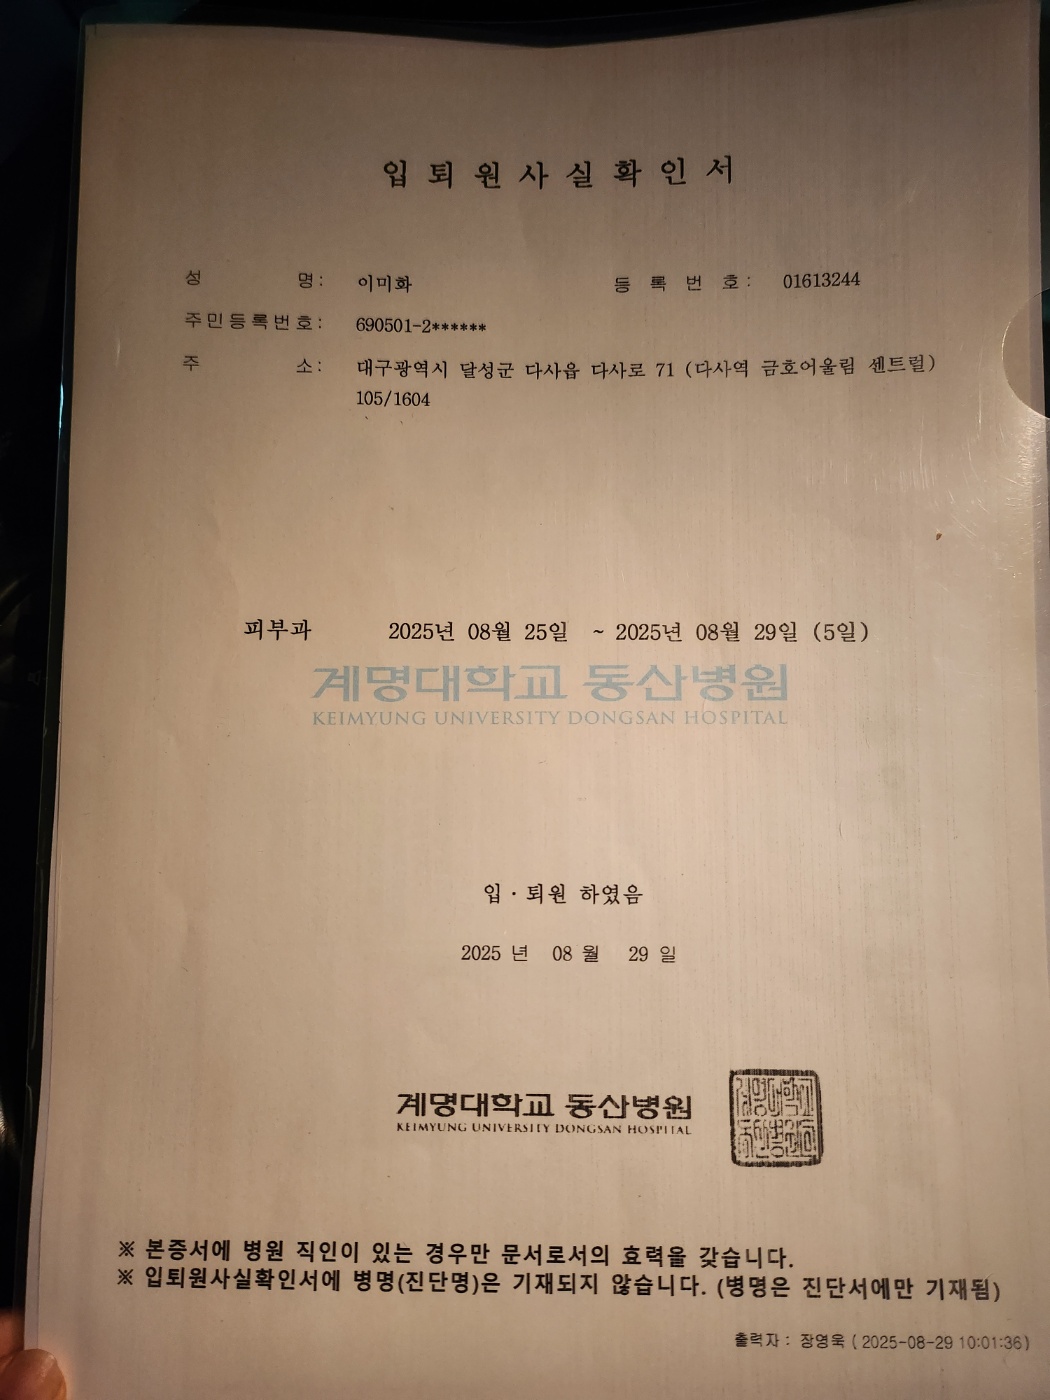 입퇴원사실확인서
성 명: 이미화 등 록 번 호: 01613244
주민등록번호: 690501-2******
주 소: 대구광역시 달성군 다사읍 다사로 71 (다사역 금호어울림 센트럴)
105/1604
피부과 2025년 08월 25일 ~ 2025년 08월 29일 (5일)
계명대학교 동산병원
KEIMYUNG UNIVERSITY DONGSAN HOSPITAL
입·퇴원 하였음
2025 년 08 월 29 일
계명대학교 동산병원
KEIMYUNG UNIVERSITY DONGSAN HOSPITAL
계명대학교
동산병원
※ 본증서에 병원 직인이 있는 경우만 문서로서의 효력을 갖습니다.
※ 입퇴원사실확인서에 병명(진단명)은 기재되지 않습니다. (병명은 진단서에만 기재됨)
출력자 : 장영욱 ( 2025-08-29 10:01:36)